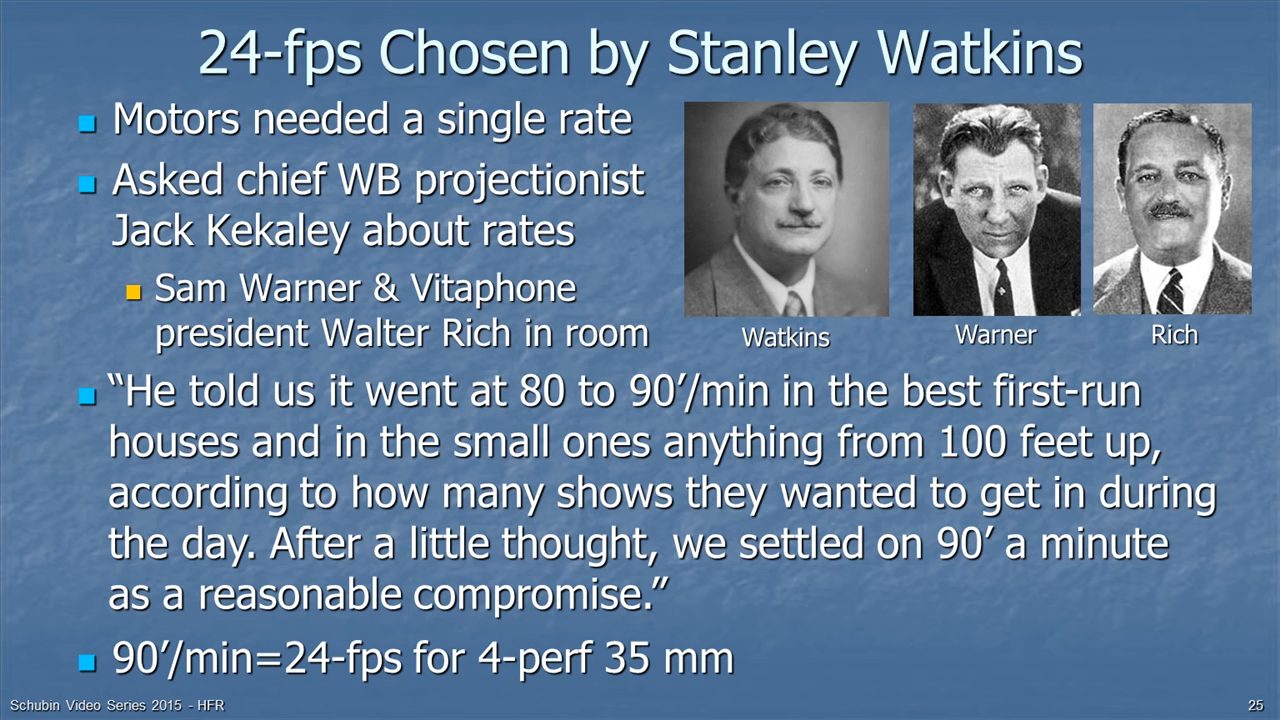 24-fps Chosen by Stanley Watkins
Motors needed a single rate
Asked chief WB projectionist
Jack Kekaley about rates
Sam Warner & Vitaphone
president Walter Rich in room
Watkins
Warner
Rich
“He told us it went at 80 to 90’/min in the best first-run
houses and in the small ones anything from 100 feet up,
according to how many shows they wanted to get in during
the day. After a little thought, we settled on 90’ a minute
as a reasonable compromise.”
90’/min=24-fps for 4-perf 35 mm
Schubin Video Series 2015 - HFR
25